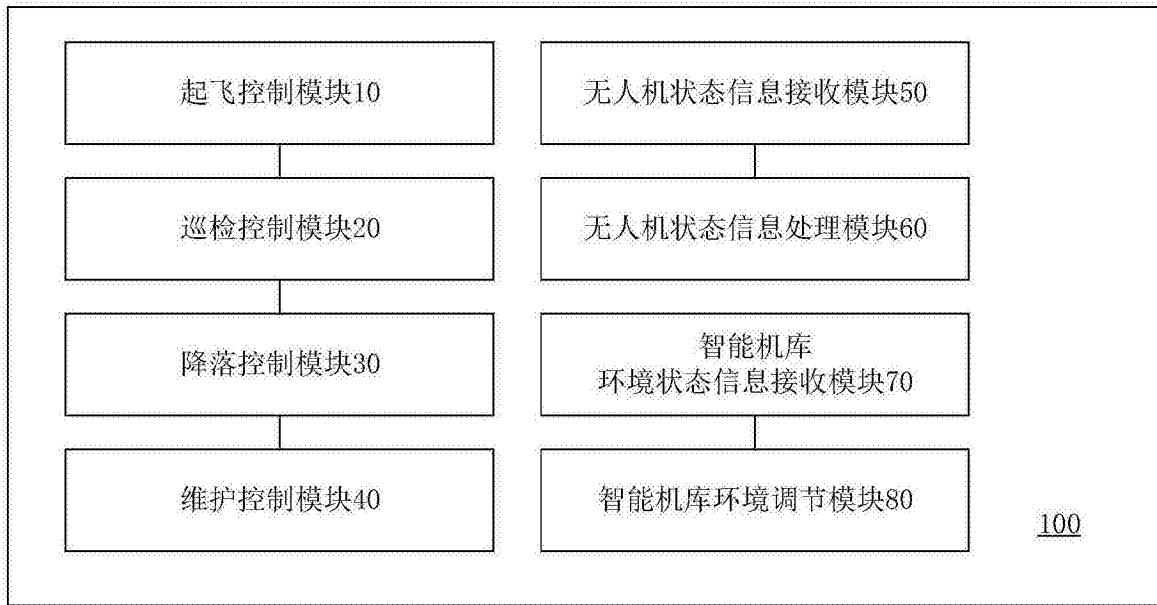 起飞控制模块10
巡检控制模块20
降落控制模块30
维护控制模块40
无人机状态信息接收模块50
无人机状态信息处理模块60
智能机库
环境状态信息接收模块70
智能机库环境调节模块80
100